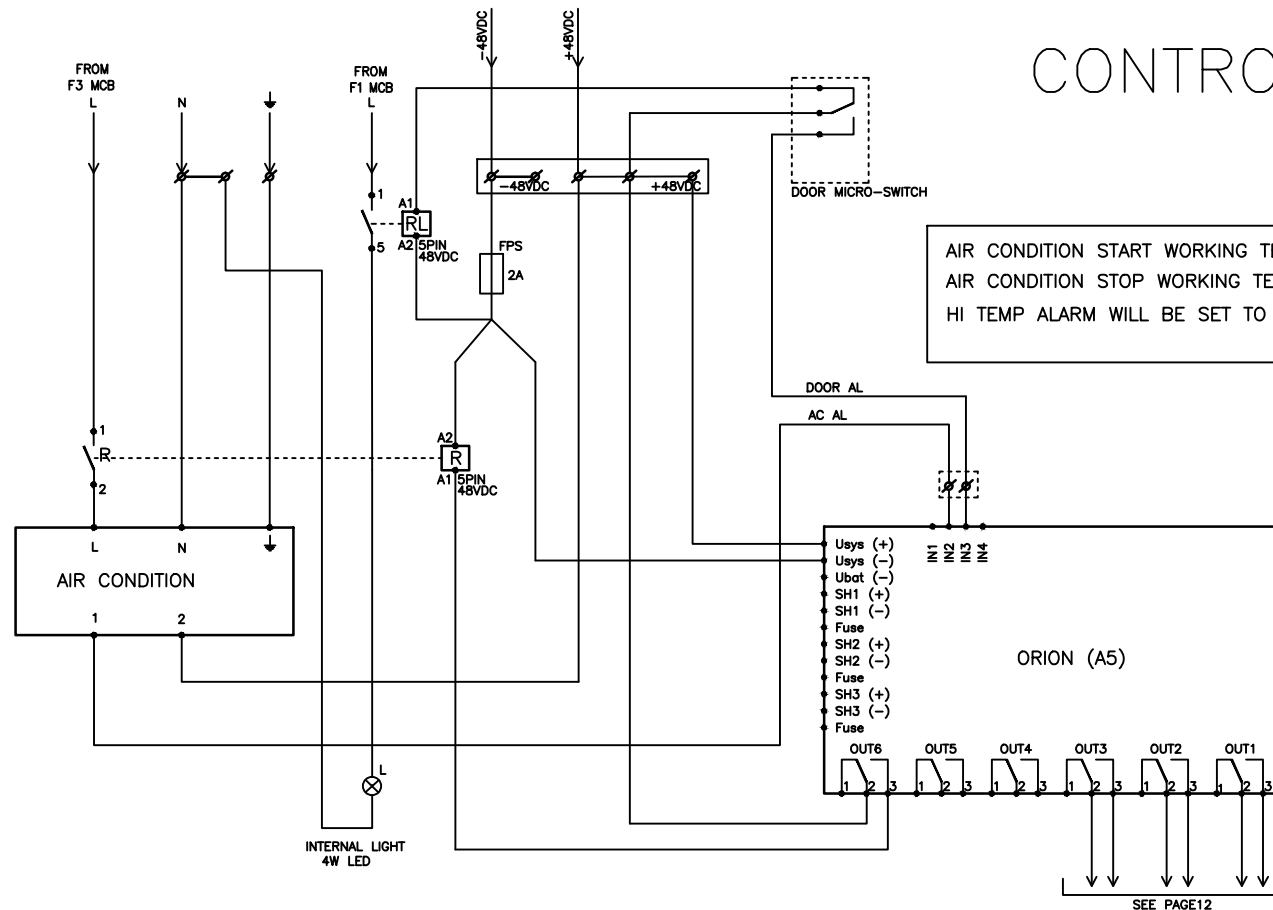 -48VDC
+48VDC
CONTRO
FROM
F3 MCB
L
N
FROM
F1 MCB
L
-48VDC
+48VDC
DOOR MICRO-SWITCH
1
A1
RL
5
A2
5PIN
48VDC
FPS
2A
AIR CONDITION START WORKING TE
AIR CONDITION STOP WORKING TE
HI TEMP ALARM WILL BE SET TO
DOOR AL
AC AL
1
R
2
A2
R
A1
5PIN
48VDC
L
N
AIR CONDITION
1
2
IN1
IN2
IN3
IN4
Usys (+)
Usys (-)
Ubat (-)
SH1 (+)
SH1 (-)
Fuse
SH2 (+)
SH2 (-)
Fuse
SH3 (+)
SH3 (-)
Fuse
ORION (A5)
OUT6
OUT5
OUT4
OUT3
OUT2
OUT1
1 2 3
1 2 3
1 2 3
1 2 3
1 2 3
1 2 3
L
INTERNAL LIGHT
4W LED
SEE PAGE12